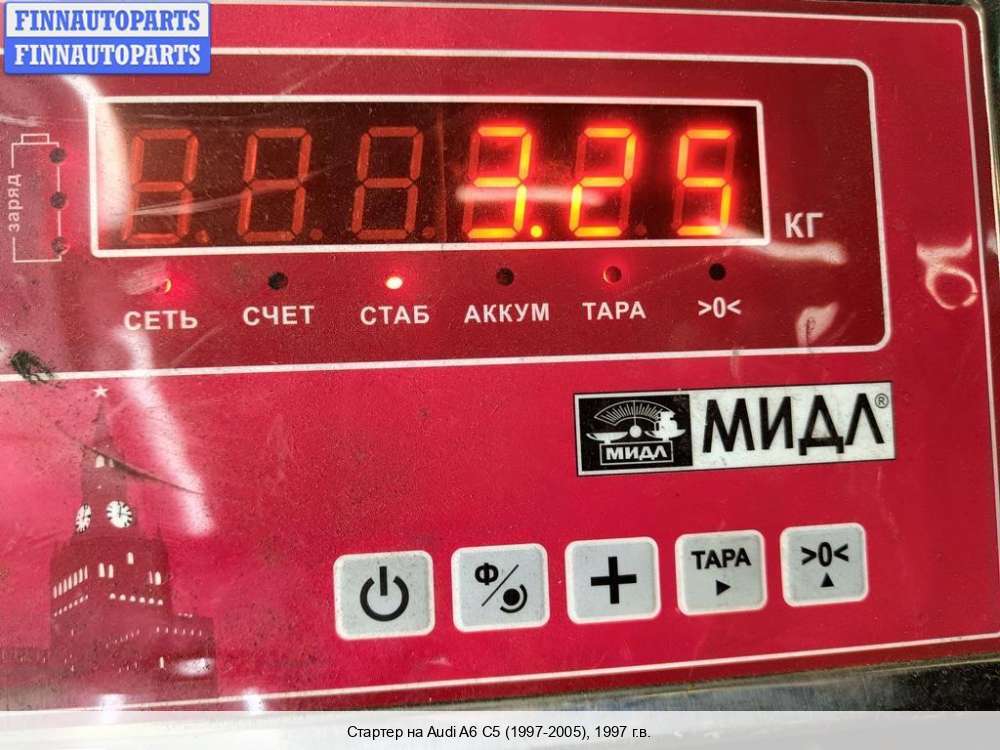 FINNAUTOPARTS
FINNAUTOPARTS
заряд
3.25
КГ
СЕТЬ СЧЕТ СТАБ АККУМ ТАРА >0<
МИДЛ
МИДЛ®
Ф
ТАРА
>0<
Стартер на Audi A6 C5 (1997-2005), 1997 г.в.